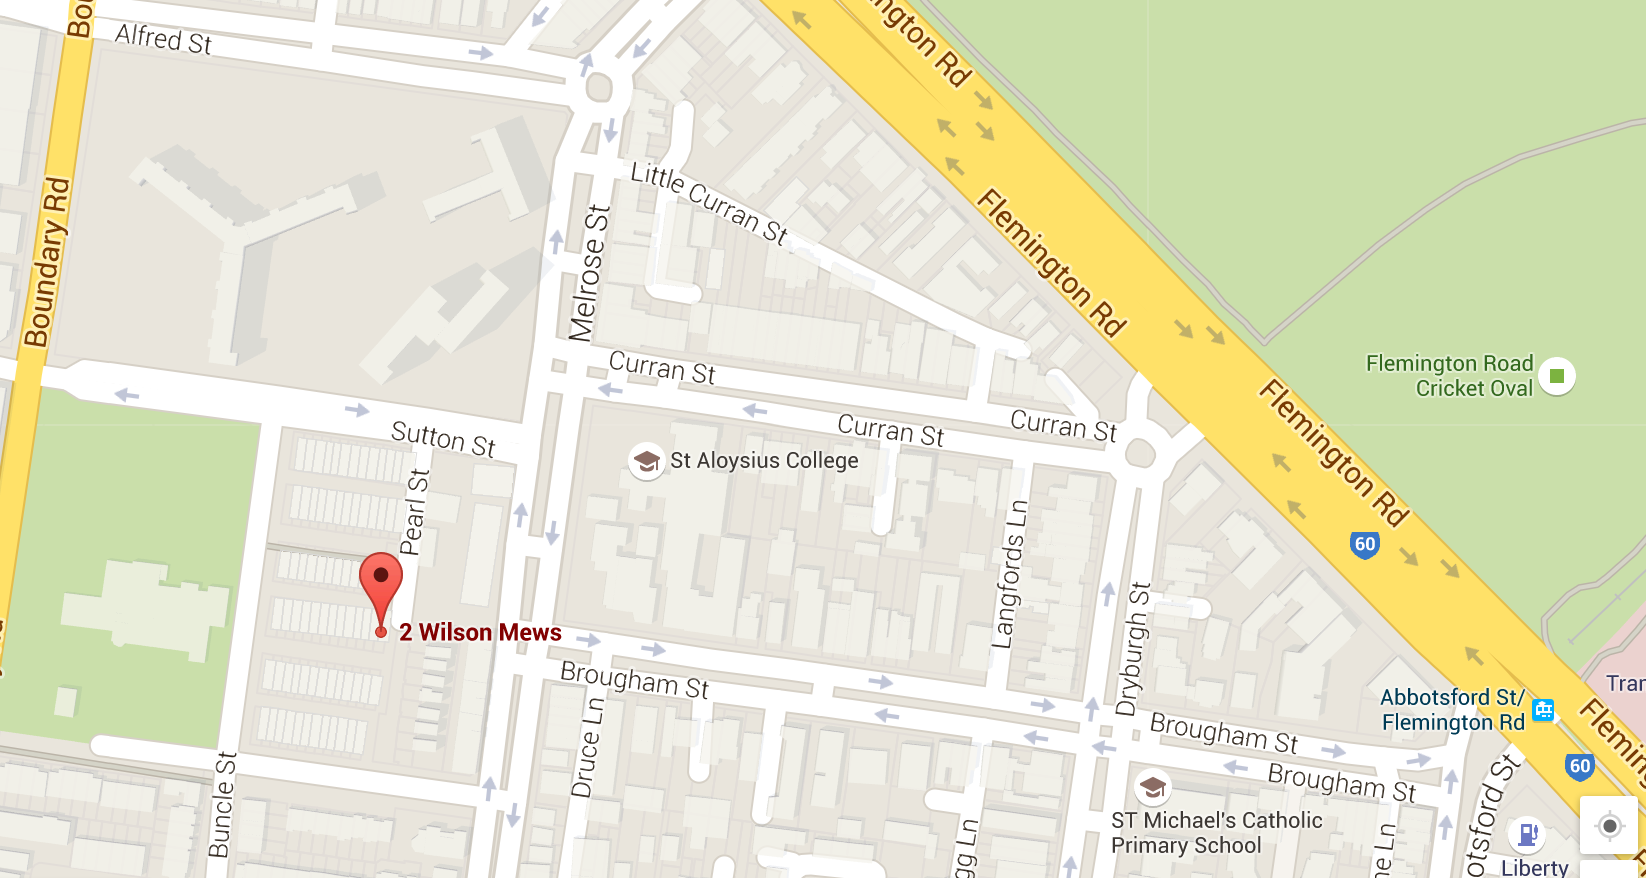 Alfred St
Little Curran St
Boundary Rd
Melrose St
Flemington Rd
Curran St
Flemington Road
Cricket Oval
Curran St
Curran St
Sutton St
St Aloysius College
Flemington Rd
Pearl St
Langfords Ln
60
2 Wilson Mews
Dryburgh St
Brougham St
Abbotsford St/
Flemington Rd
Druce Ln
Brougham St
Brougham St
60
Buncle St
ST Michael's Catholic
Primary School
Liberty